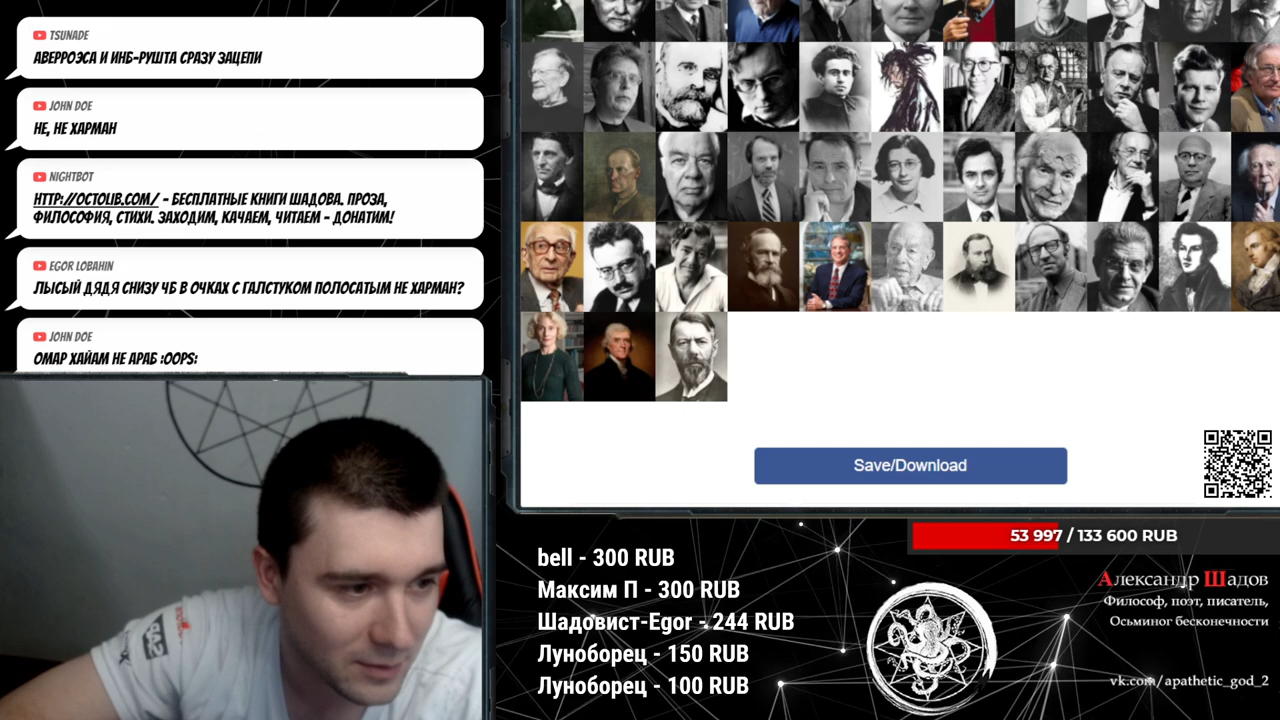 TSUNADE
АВЕРРОЭСА И ИНБ-РУШТА СРАЗУ ЗАЦЕПИ
JOHN DOE
НЕ, НЕ ХАРМАН
NIGHTBOT
HTTP://OCTOLIB.COM/ - БЕСПЛАТНЫЕ КНИГИ ШАДОВА. ПРОЗА,
ФИЛОСОФИЯ, СТИХИ. ЗАХОДИМ, КАЧАЕМ, ЧИТАЕМ - ДОНАТИМ!
EGOR LOBAHIN
ЛЫСЫЙ ДЯДЯ СНИЗУ ЧБ В ОЧКАХ С ГАЛСТУКОМ ПОЛОСАТЫМ НЕ ХАРМАН?
JOHN DOE
ОМАР ХАЙАМ НЕ АРАБ :OOPS:
Save/Download
53 997 / 133 600 RUB
bell - 300 RUB
Максим П - 300 RUB
Шадовист-Egor - 244 RUB
Луноборец - 150 RUB
Луноборец - 100 RUB
Александр Шадов
Философ, поэт, писатель,
Осьминог бесконечности
vk.com/apathetic_god_2